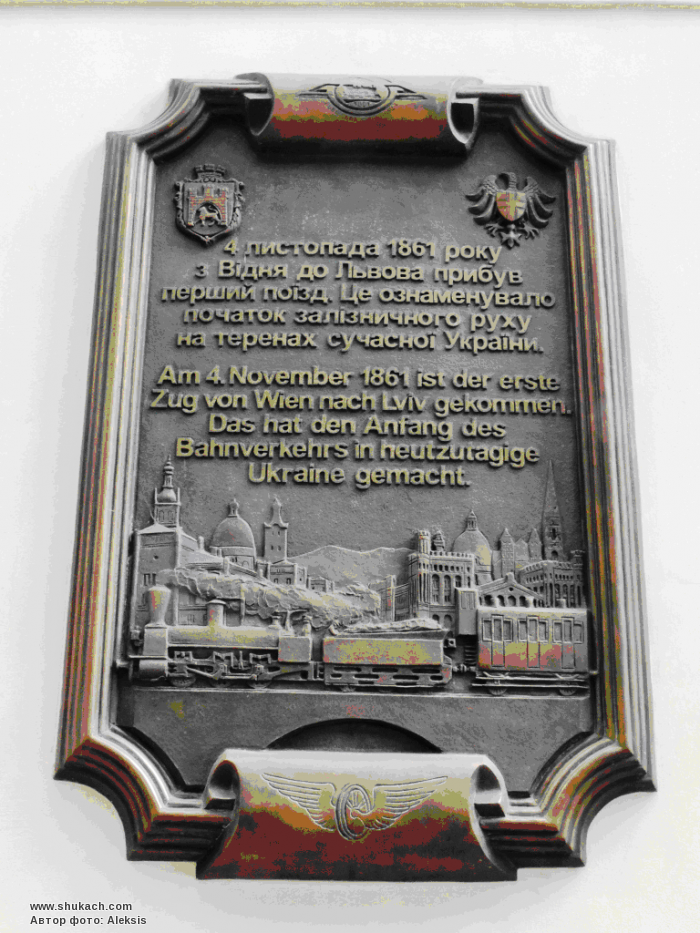 4 листопада 1861 року
з Відня до Львова прибув
перший поїзд. Це ознаменувало
початок залізничного руху
на теренах сучасної України.
Am 4. November 1861 ist der erste
Zug von Wien nach Lviv gekommen.
Das hat den Anfang des
Bahnverkehrs in heutzutagige
Ukraine gemacht.
www.shukach.com
Автор фото: Aleksis